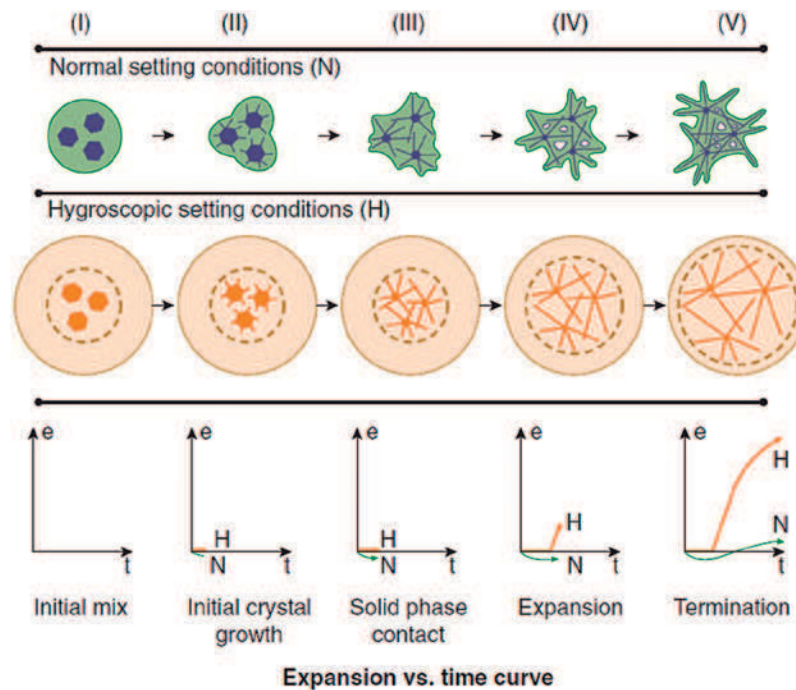 (I) (II) (III) (IV) (V)
Normal setting conditions (N)
Hygroscopic setting conditions (H)
e e e e e
H
H
H
H
N
N
N
N
t t t t t
Initial mix
Initial crystal
growth
Solid phase
contact
Expansion
Termination
Expansion vs. time curve